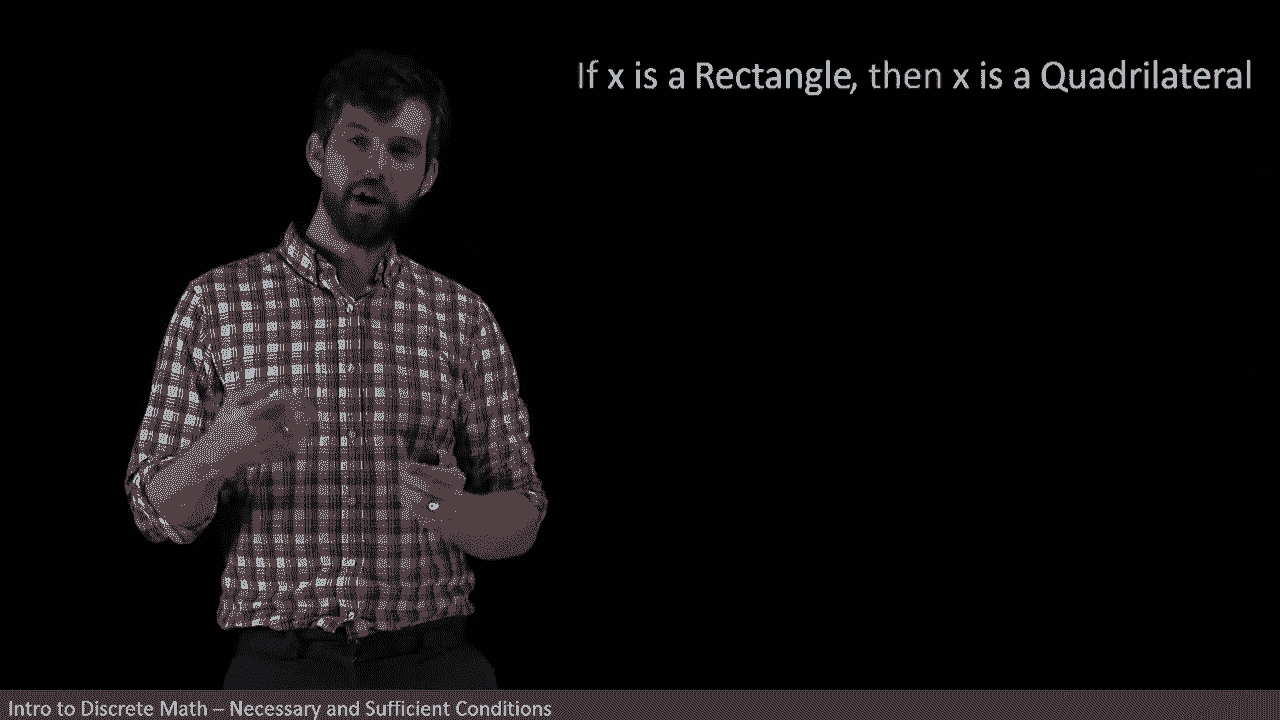 If x is a Rectangle, then x is a Quadrilateral
Intro to Discrete Math – Necessary and Sufficient Conditions